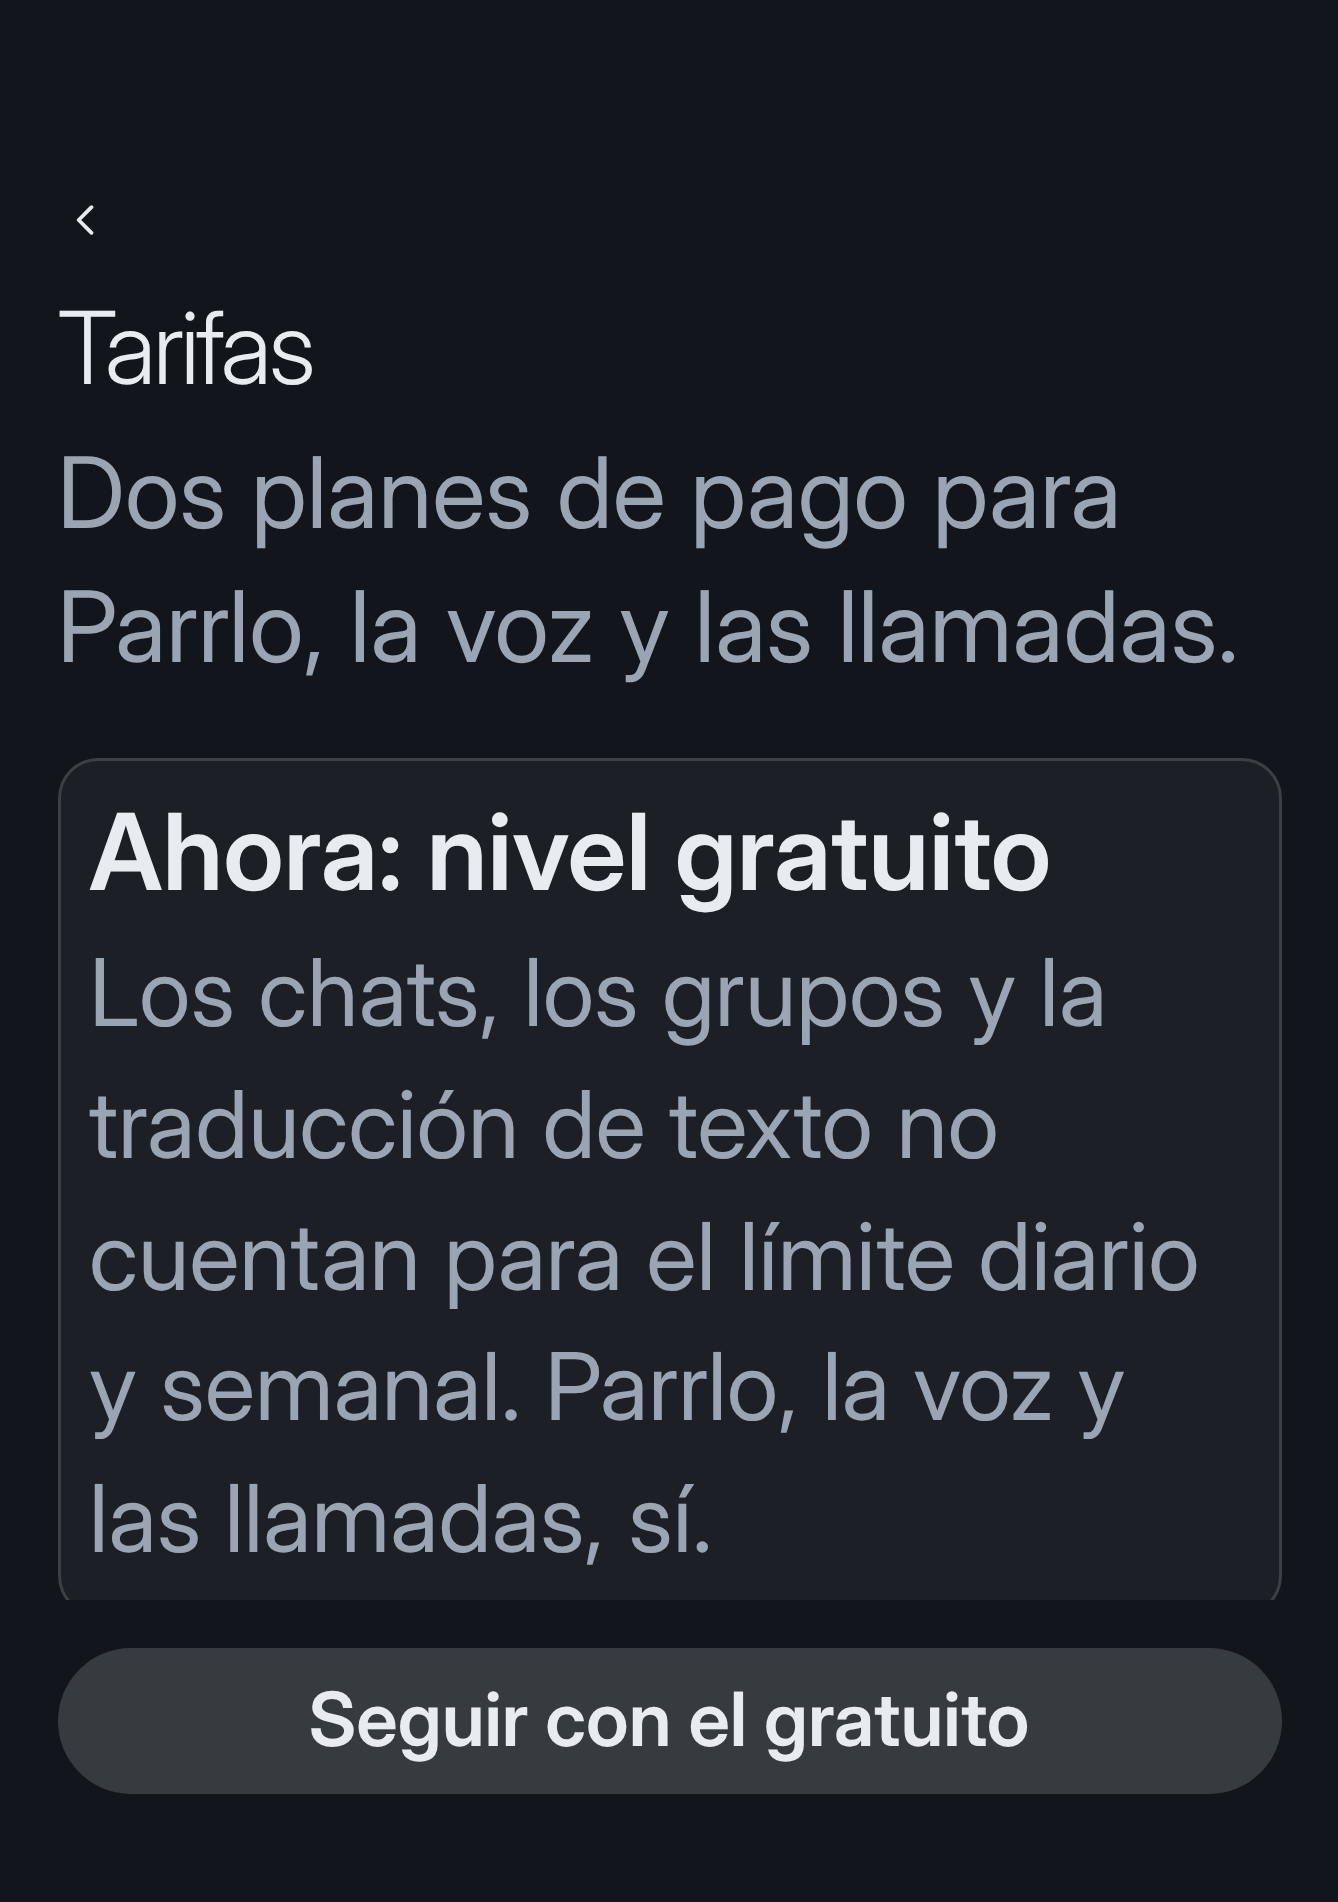 Tarifas
Dos planes de pago para
Parrlo, la voz y las llamadas.
Ahora: nivel gratuito
Los chats, los grupos y la
traducción de texto no
cuentan para el límite diario
y semanal. Parrlo, la voz y
las llamadas, sí.
Seguir con el gratuito